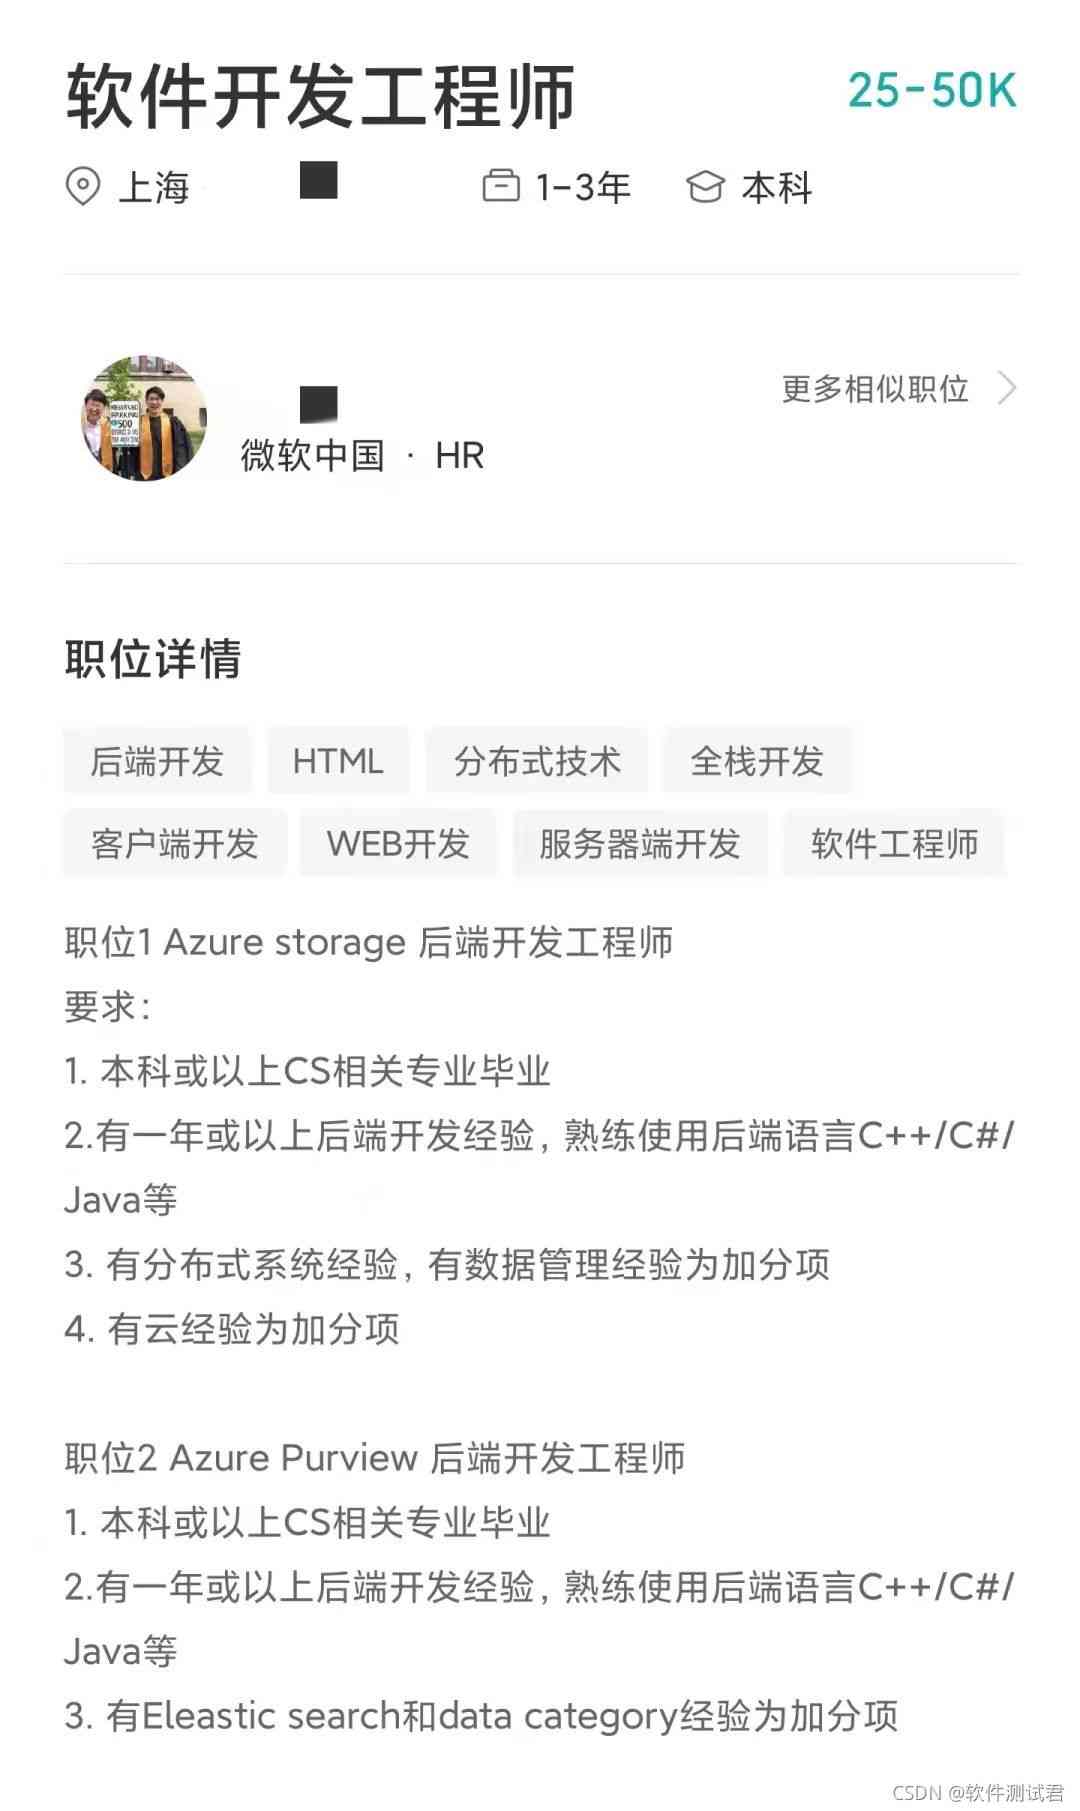 软件开发工程师 25-50K
上海 1-3年 本科
更多相似职位
微软中国 · HR
职位详情
后端开发 HTML 分布式技术 全栈开发
客户端开发 WEB开发 服务器端开发 软件工程师
职位1 Azure storage 后端开发工程师
要求：
1. 本科或以上CS相关专业毕业
2.有一年或以上后端开发经验，熟练使用后端语言C++/C#/
Java等
3. 有分布式系统经验，有数据管理经验为加分项
4. 有云经验为加分项
职位2 Azure Purview 后端开发工程师
1. 本科或以上CS相关专业毕业
2.有一年或以上后端开发经验，熟练使用后端语言C++/C#/
Java等
3. 有Eleastic search和data category经验为加分项
CSDN @软件测试君